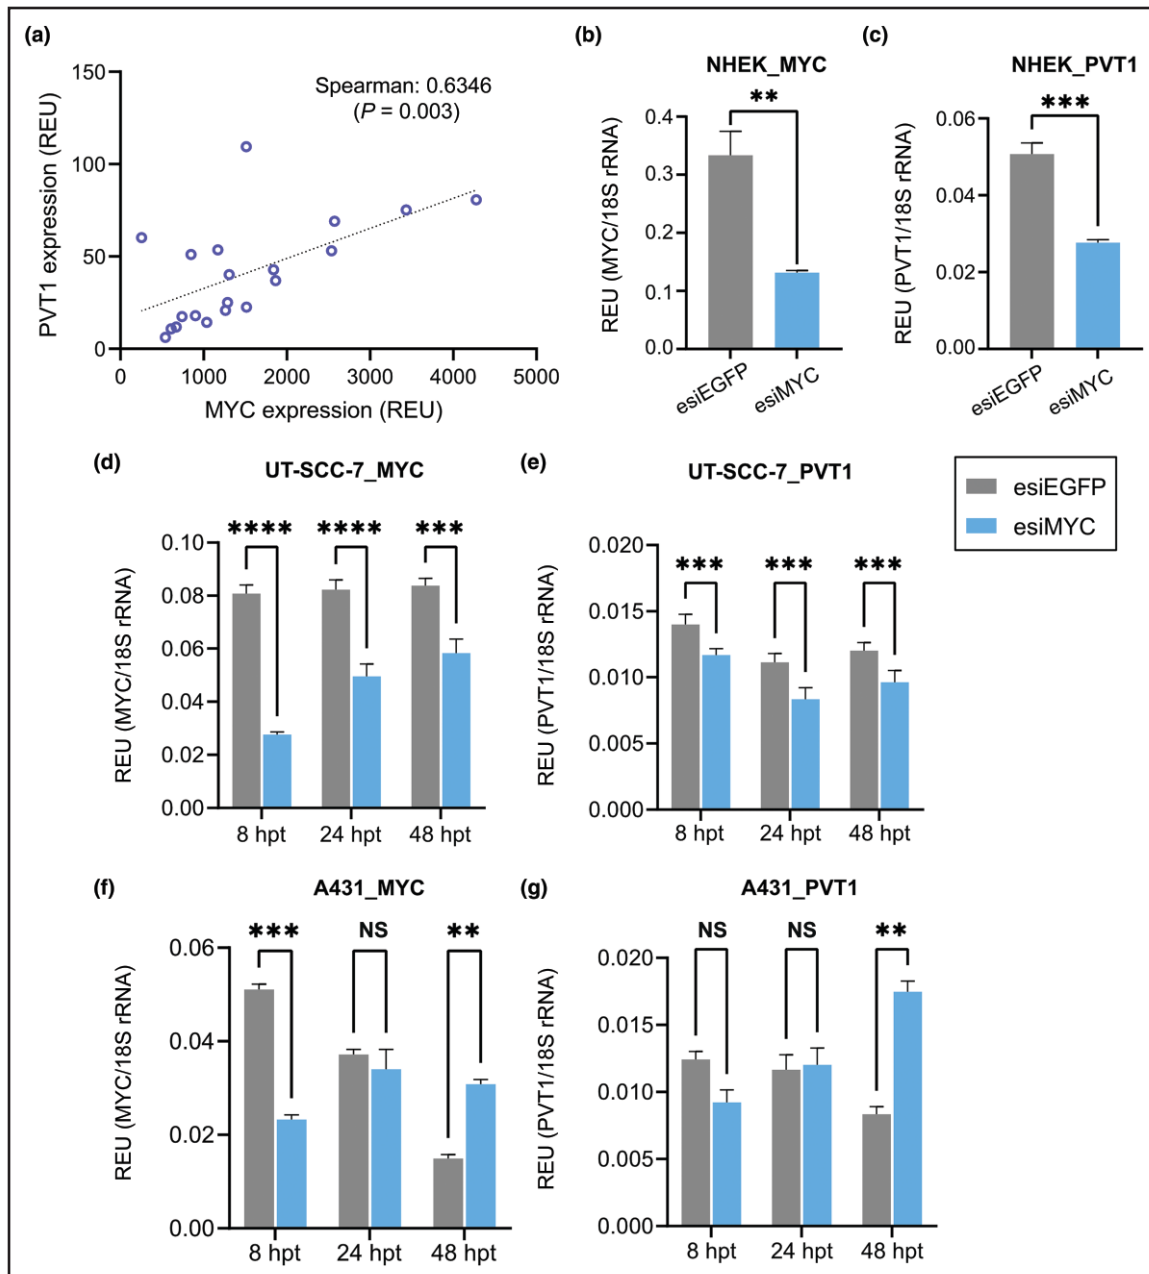 (a)
150
100
50
0
PVT1 expression (REU)
Spearman: 0.6346
(P = 0.003)
0 1000 2000 3000 4000 5000
MYC expression (REU)
(b)
NHEK_MYC
**
0.4
0.3
0.2
0.1
0.0
REU (MYC/18S rRNA)
esiEGFP esiMYC
(c)
NHEK_PVT1
***
0.06
0.04
0.02
0.00
REU (PVT1/18S rRNA)
esiEGFP esiMYC
(d)
UT-SCC-7_MYC
**** **** ***
0.10
0.08
0.06
0.04
0.02
0.00
REU (MYC/18S rRNA)
8 hpt 24 hpt 48 hpt
(e)
UT-SCC-7_PVT1
*** *** ***
0.020
0.015
0.010
0.005
0.000
REU (PVT1/18S rRNA)
8 hpt 24 hpt 48 hpt
esiEGFP
esiMYC
(f)
A431_MYC
*** NS **
0.06
0.04
0.02
0.00
REU (MYC/18S rRNA)
8 hpt 24 hpt 48 hpt
(g)
A431_PVT1
NS NS **
0.020
0.015
0.010
0.005
0.000
REU (PVT1/18S rRNA)
8 hpt 24 hpt 48 hpt